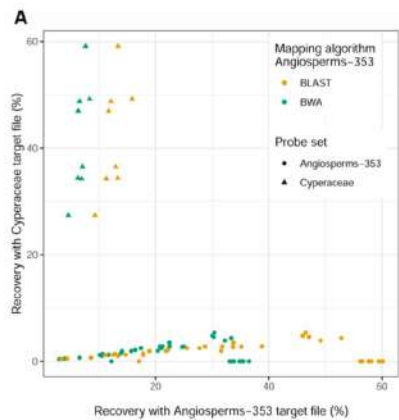 A
Mapping algorithm
Angiosperms-353
BLAST
BWA
Probe set
Angiosperms-353
Cyperaceae
Recovery with Cyperaceae target file (%)
60
40
20
0
20
40
60
Recovery with Angiosperms-353 target file (%)